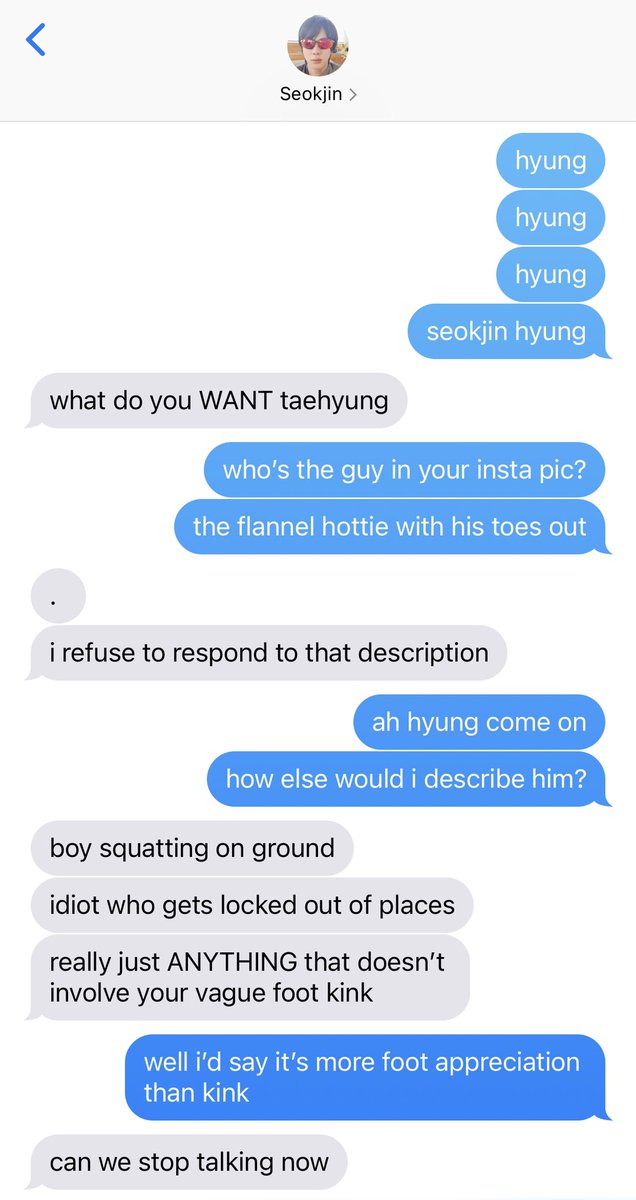 Seokjin
hyung
hyung
hyung
seokjin hyung
what do you WANT taehyung
who's the guy in your insta pic?
the flannel hottie with his toes out
.
i refuse to respond to that description
ah hyung come on
how else would i describe him?
boy squatting on ground
idiot who gets locked out of places
really just ANYTHING that doesn't
involve your vague foot kink
well i'd say it's more foot appreciation
than kink
can we stop talking now